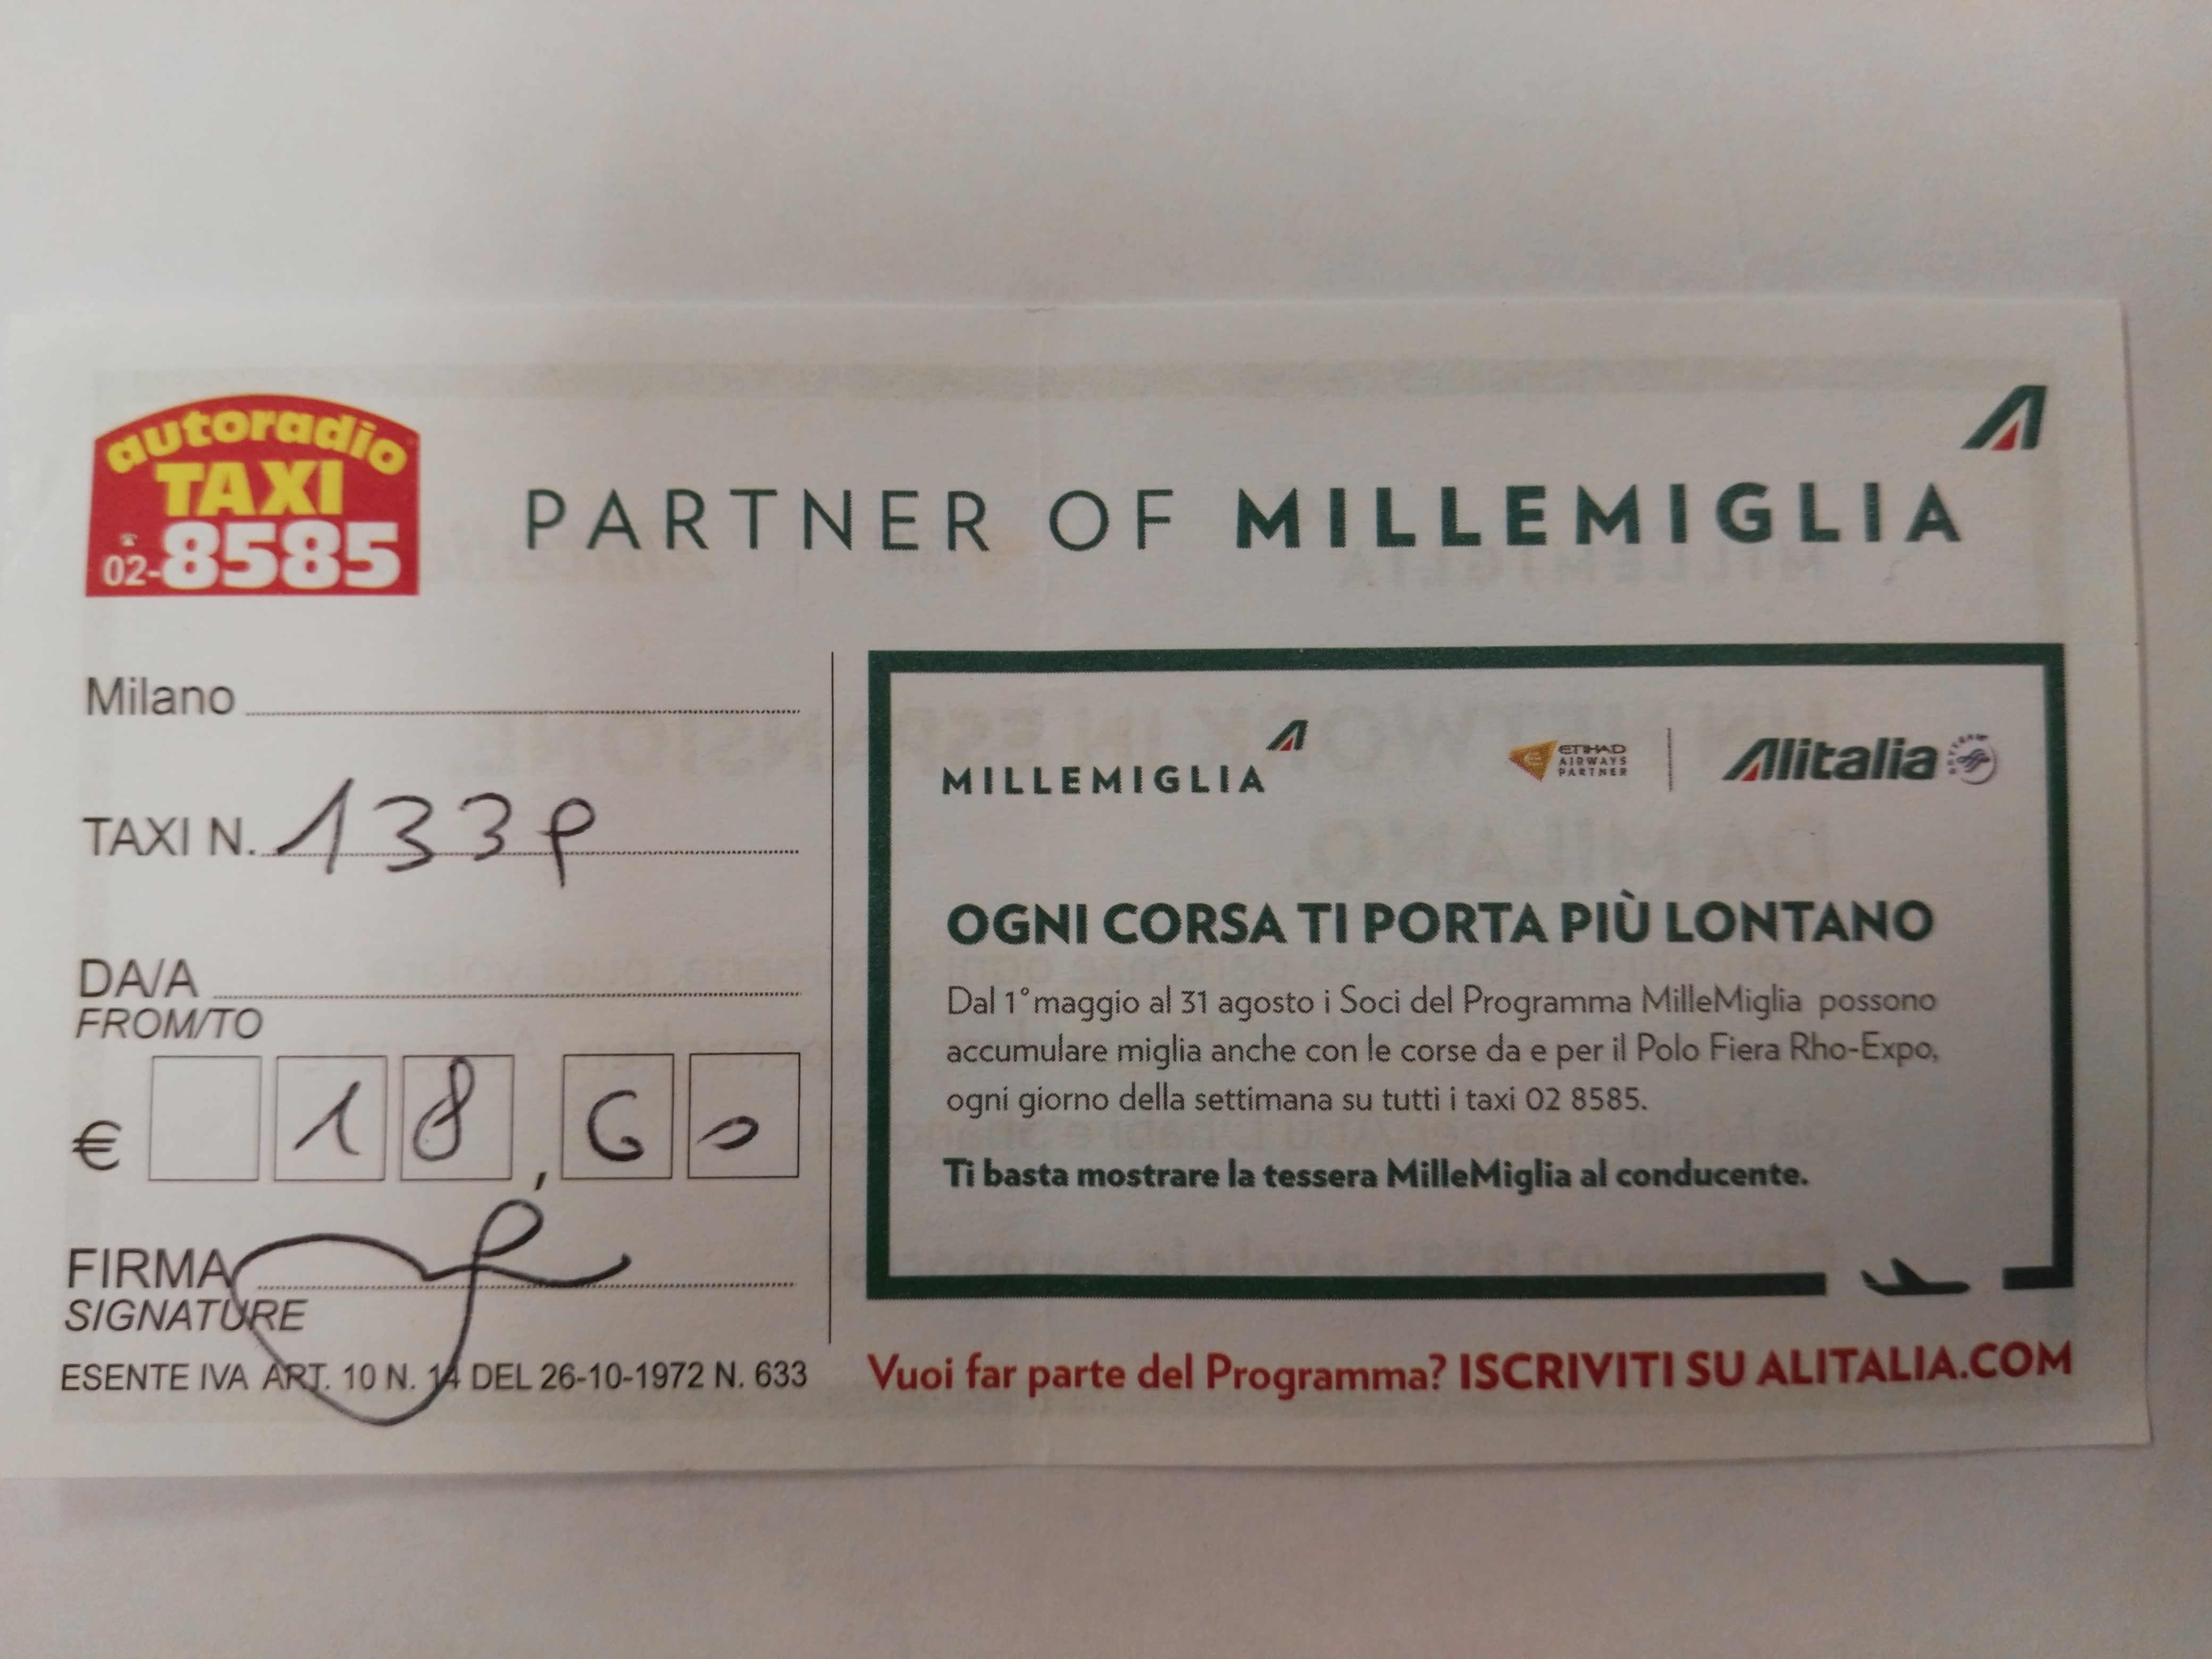 autoradio
TAXI
02-8585
PARTNER OF MILLEMIGLIA
Milano
TAXI N. 133P
DA/A
FROM/TO
€ 18,60
FIRMA
SIGNATURE
ESENTE IVA ART. 10 N. 14 DEL 26-10-1972 N. 633
MILLEMIGLIA
ETIHAD
AIRWAYS
PARTNER
Alitalia
OGNI CORSA TI PORTA PIÙ LONTANO
Dal 1° maggio al 31 agosto i Soci del Programma MilleMiglia possono
accumulare miglia anche con le corse da e per il Polo Fiera Rho-Expo,
ogni giorno della settimana su tutti i taxi 02 8585.
Ti basta mostrare la tessera MilleMiglia al conducente.
Vuoi far parte del Programma? ISCRIVITI SU ALITALIA.COM